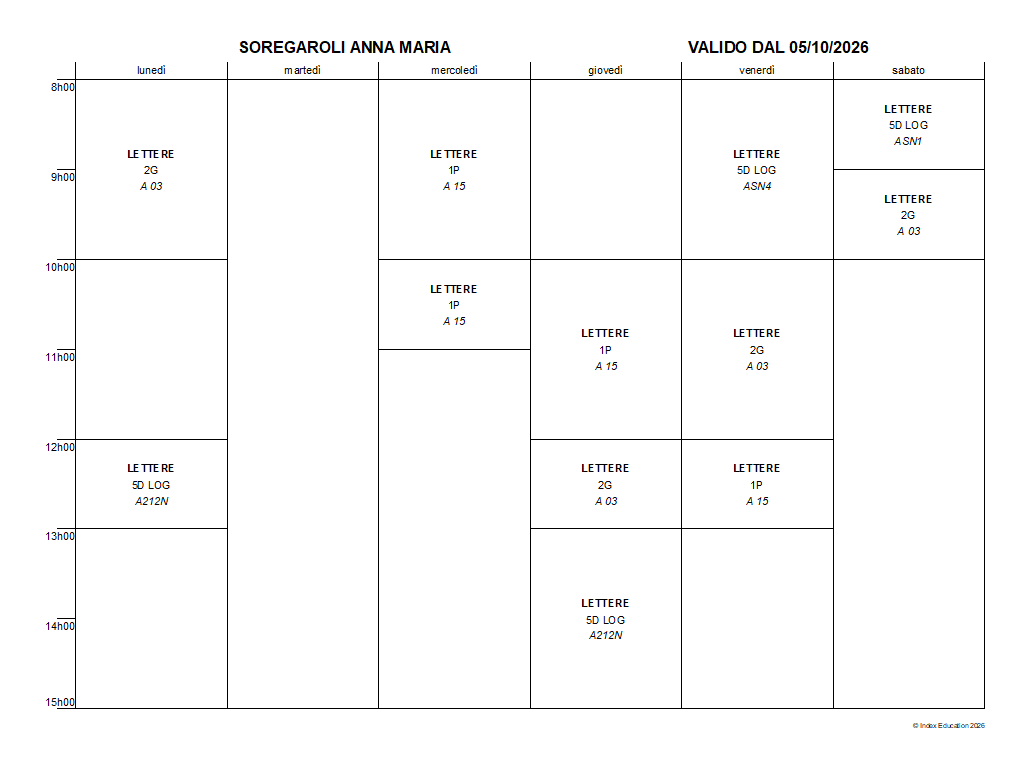 SOREGAROLI ANNA MARIA
VALIDO DAL 05/10/2026
lunedì
martedì
mercoledì
giovedì
venerdì
sabato
8h00
9h00
10h00
11h00
12h00
13h00
14h00
15h00
LETTERE
2G
A 03
LETTERE
5D LOG
A212N
LETTERE
1P
A 15
LETTERE
1P
A 15
LETTERE
1P
A 15
LETTERE
2G
A 03
LETTERE
5D LOG
A212N
LETTERE
5D LOG
ASN4
LETTERE
2G
A 03
LETTERE
1P
A 15
LETTERE
5D LOG
ASN1
LETTERE
2G
A 03
© Index Education 2026